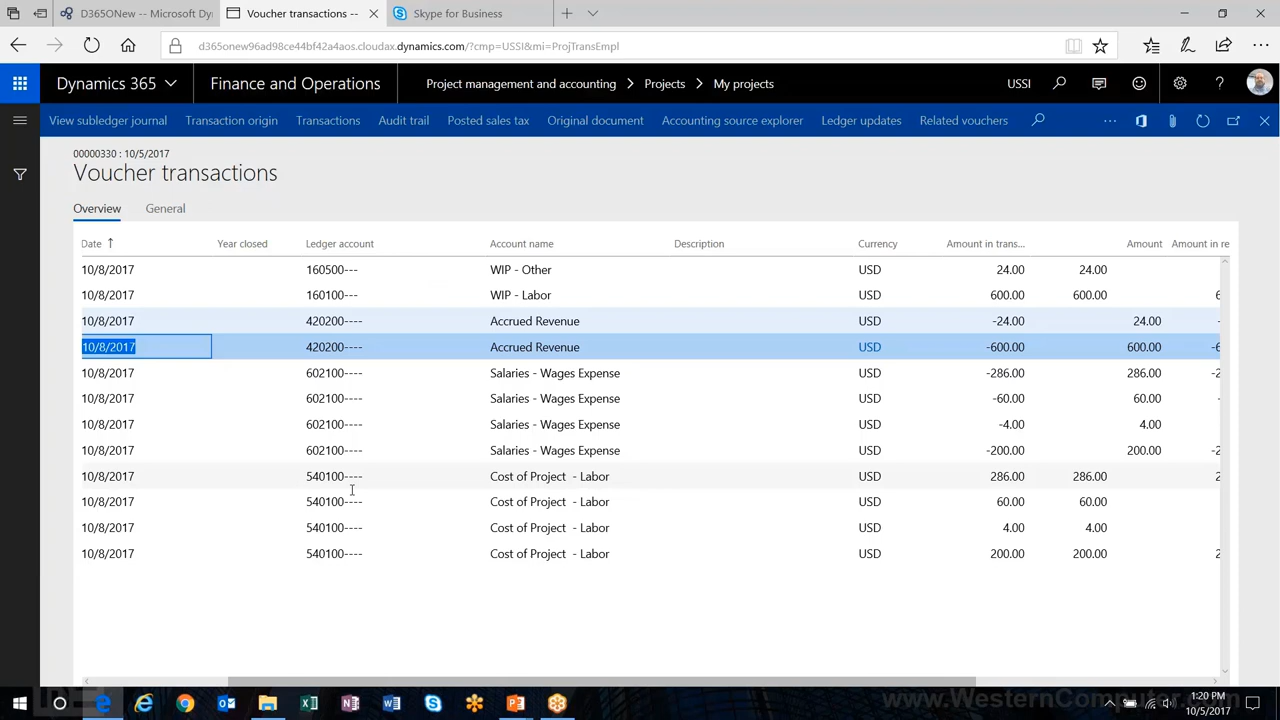 D365ONew -- Microsoft Dyn
Voucher transactions --
Skype for Business
d365onew96ad98ce44bf42a4aos.cloudax.dynamics.com/?cmp=USSI&mi=ProjTransEmpl
Dynamics 365 Finance and Operations Project management and accounting > Projects > My projects USSI
View subledger journal Transaction origin Transactions Audit trail Posted sales tax Original document Accounting source explorer Ledger updates Related vouchers
00000330 : 10/5/2017
Voucher transactions
Overview General
Date Year closed Ledger account Account name Description Currency Amount in trans... Amount Amount in re
10/8/2017 160500--- WIP - Other USD 24.00 24.00
10/8/2017 160100--- WIP - Labor USD 600.00 600.00 6
10/8/2017 420200---- Accrued Revenue USD -24.00 24.00 -
10/8/2017 420200---- Accrued Revenue USD -600.00 600.00 -6
10/8/2017 602100---- Salaries - Wages Expense USD -286.00 286.00 -2
10/8/2017 602100---- Salaries - Wages Expense USD -60.00 60.00 -
10/8/2017 602100---- Salaries - Wages Expense USD -4.00 4.00
10/8/2017 602100---- Salaries - Wages Expense USD -200.00 200.00 -2
10/8/2017 540100---- Cost of Project - Labor USD 286.00 286.00 2
10/8/2017 540100---- Cost of Project - Labor USD 60.00 60.00
10/8/2017 540100---- Cost of Project - Labor USD 4.00 4.00
10/8/2017 540100---- Cost of Project - Labor USD 200.00 200.00 2
www.WesternComputer.com
1:20 PM
10/5/2017